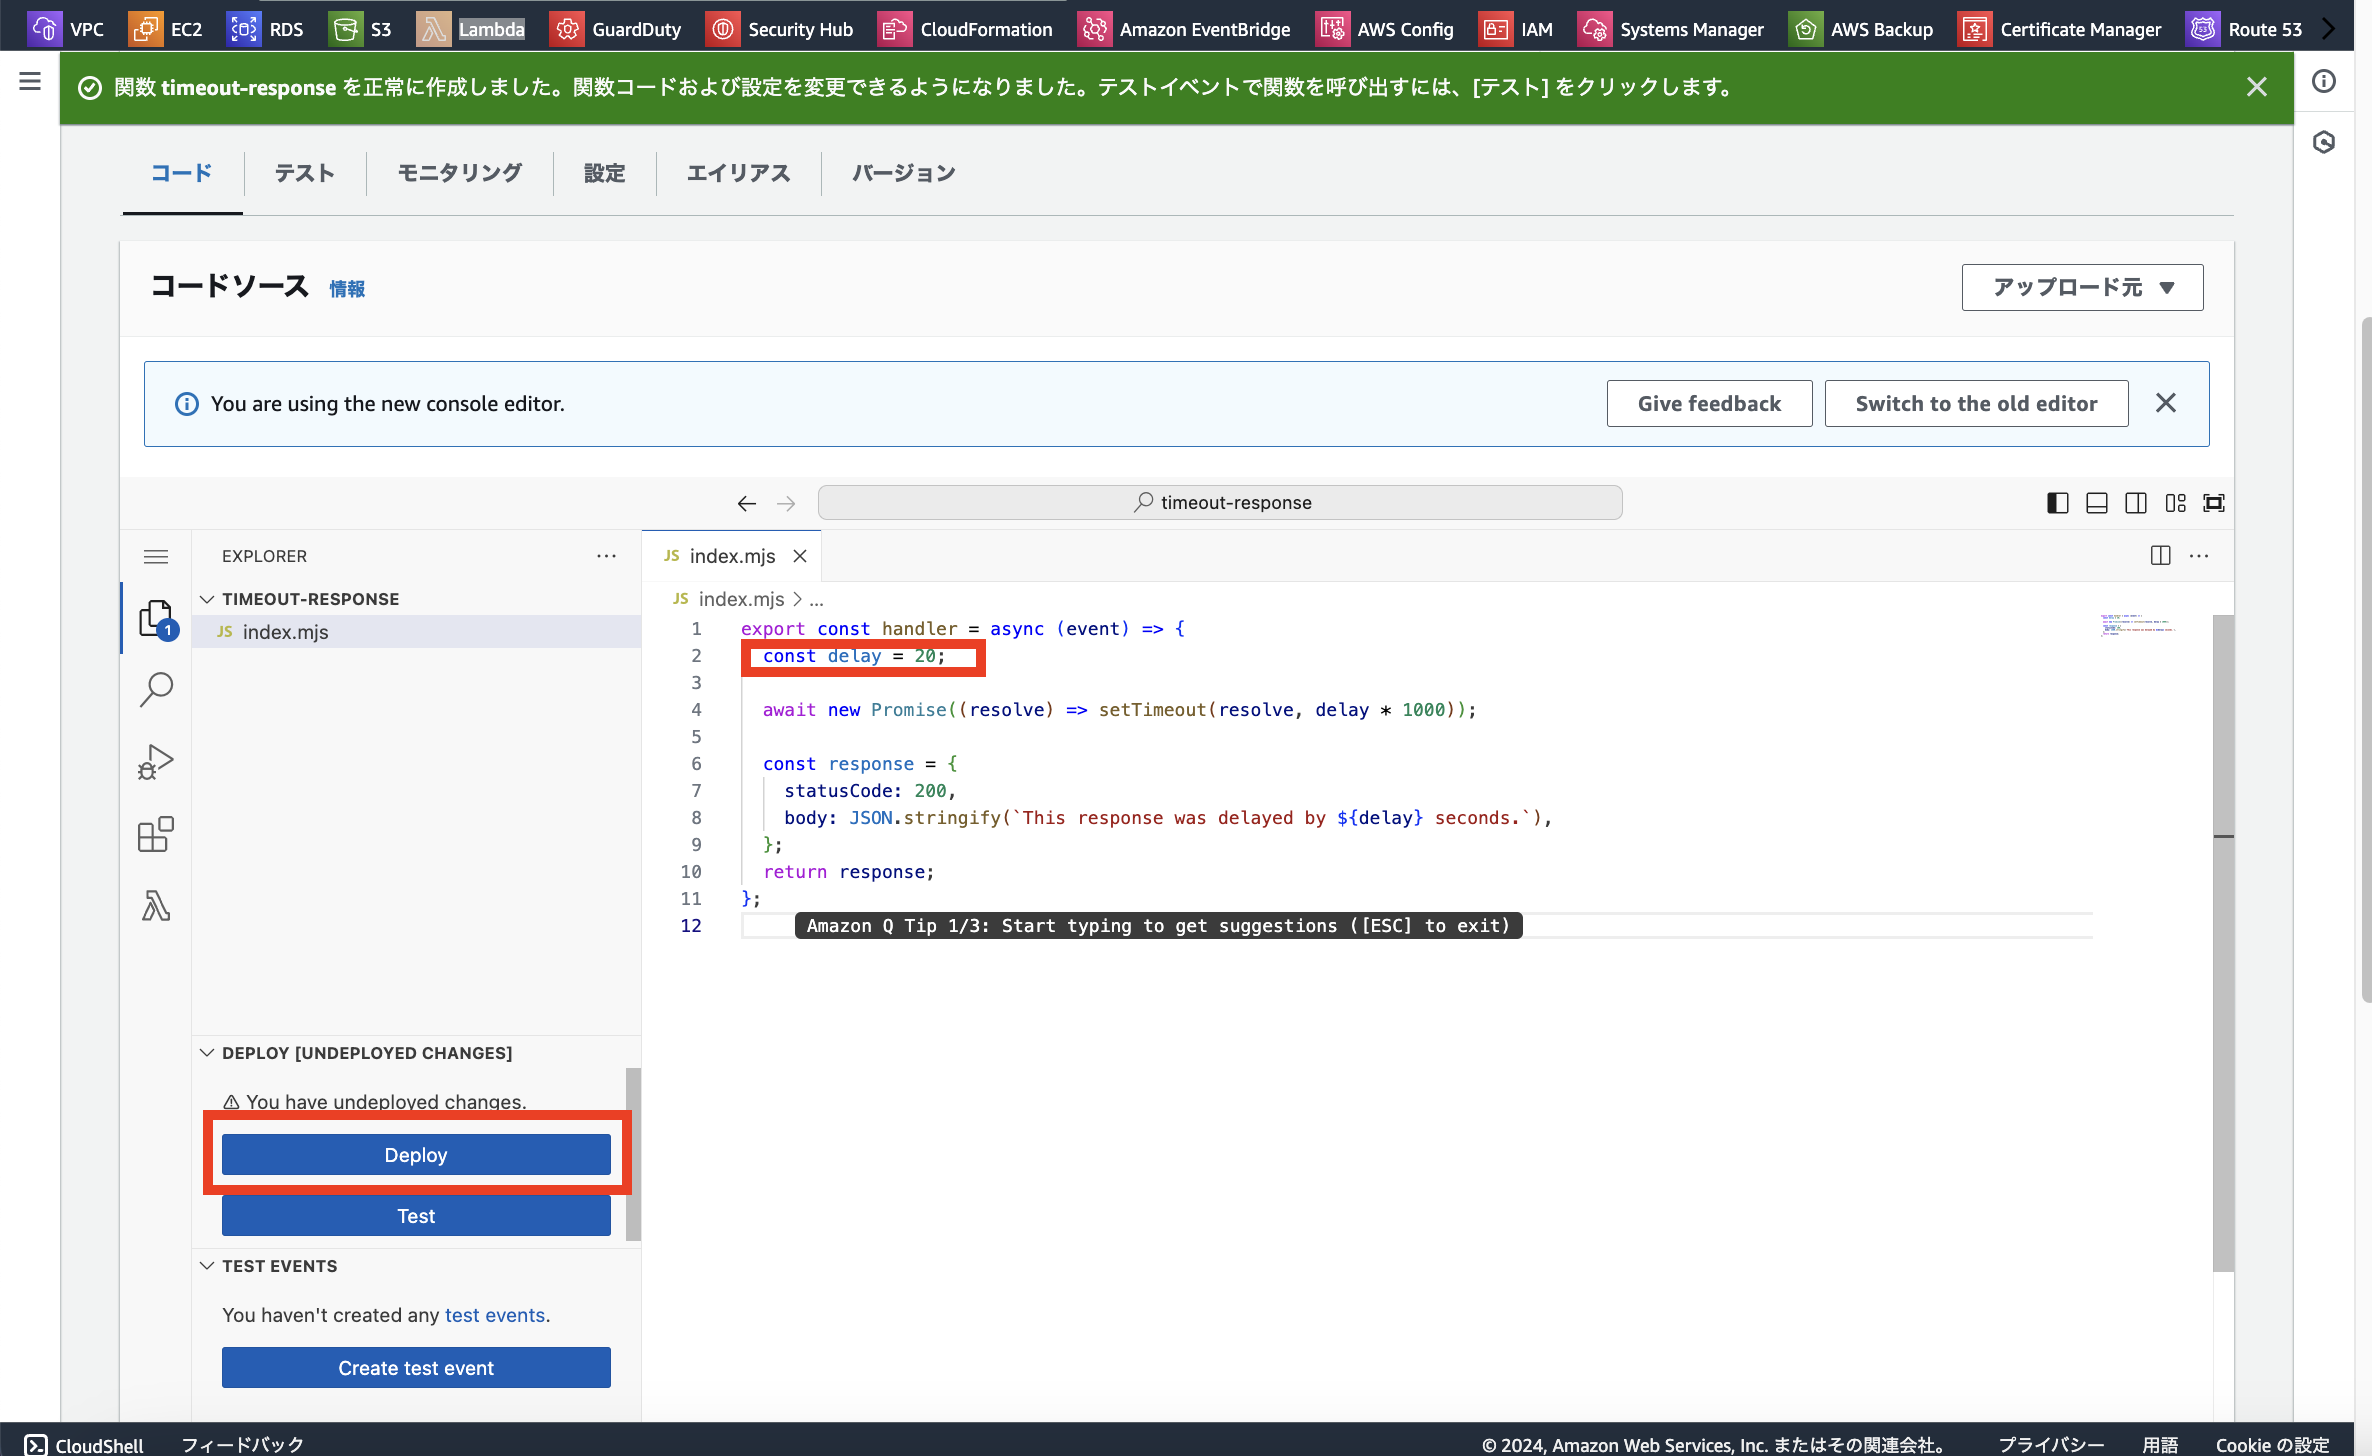 VPC EC2 RDS S3 Lambda GuardDuty Security Hub CloudFormation Amazon EventBridge AWS Config IAM Systems Manager AWS Backup Certificate Manager Route 53
関数 timeout-response を正常に作成しました。関数コードおよび設定を変更できるようになりました。テストイベントで関数を呼び出すには、[テスト] をクリックします。
コード テスト モニタリング 設定 エイリアス バージョン
コードソース 情報
アップロード元 ▼
You are using the new console editor.
Give feedback
Switch to the old editor
timeout-response
EXPLORER
TIMEOUT-RESPONSE
JS index.mjs
1
JS index.mjs
JS index.mjs > ...
1 export const handler = async (event) => {
2 const delay = 20;
3
4 await new Promise((resolve) => setTimeout(resolve, delay * 1000));
5
6 const response = {
7 statusCode: 200,
8 body: JSON.stringify(`This response was delayed by ${delay} seconds.`),
9 };
10 return response;
11 };
12 Amazon Q Tip 1/3: Start typing to get suggestions ([ESC] to exit)
DEPLOY [UNDEPLOYED CHANGES]
You have undeployed changes.
Deploy
Test
TEST EVENTS
You haven't created any test events.
Create test event
CloudShell フィードバック © 2024, Amazon Web Services, Inc. またはその関連会社。 プライバシー 用語 Cookie の設定